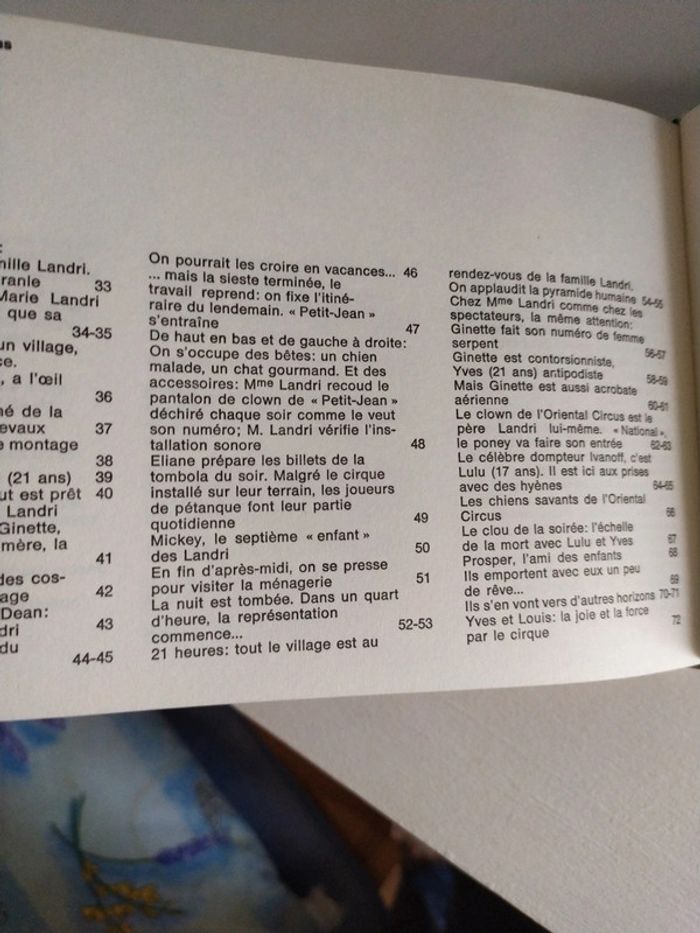 es
:
mille Landri.
ranle 33
Marie Landri
que sa
34-35
un village,
ce.
, a l'œil
36
né de la
evaux 37
e montage
38
(21 ans) 39
ut est prêt 40
Landri
Ginette,
mère, la
41
des cos-
age 42
Dean:
dri 43
du
44-45
On pourrait les croire en vacances... 46
... mais la sieste terminée, le
travail reprend: on fixe l'itiné-
raire du lendemain. « Petit-Jean »
s'entraîne 47
De haut en bas et de gauche à droite:
On s'occupe des bêtes: un chien
malade, un chat gourmand. Et des
accessoires: Mme Landri recoud le
pantalon de clown de « Petit-Jean »
déchiré chaque soir comme le veut
son numéro; M. Landri vérifie l'ins-
tallation sonore 48
Eliane prépare les billets de la
tombola du soir. Malgré le cirque
installé sur leur terrain, les joueurs
de pétanque font leur partie
quotidienne 49
Mickey, le septième « enfant »
des Landri 50
En fin d'après-midi, on se presse
pour visiter la ménagerie 51
La nuit est tombée. Dans un quart
d'heure, la représentation
commence... 52-53
21 heures: tout le village est au
rendez-vous de la famille Landri.
On applaudit la pyramide humaine 54-55
Chez Mme Landri comme chez les
spectateurs, la même attention:
Ginette fait son numéro de femme
serpent 56-57
Ginette est contorsionniste,
Yves (21 ans) antipodiste 58-59
Mais Ginette est aussi acrobate
aérienne 60-61
Le clown de l'Oriental Circus est le
père Landri lui-même. « National »,
le poney va faire son entrée 62-63
Le célèbre dompteur Ivanoff, c'est
Lulu (17 ans). Il est ici aux prises
avec des hyènes 64-65
Les chiens savants de l'Oriental
Circus 66
Le clou de la soirée: l'échelle
de la mort avec Lulu et Yves 67
Prosper, l'ami des enfants 68
Ils emportent avec eux un peu
de rêve... 69
Ils s'en vont vers d'autres horizons 70-71
Yves et Louis: la joie et la force
par le cirque 72